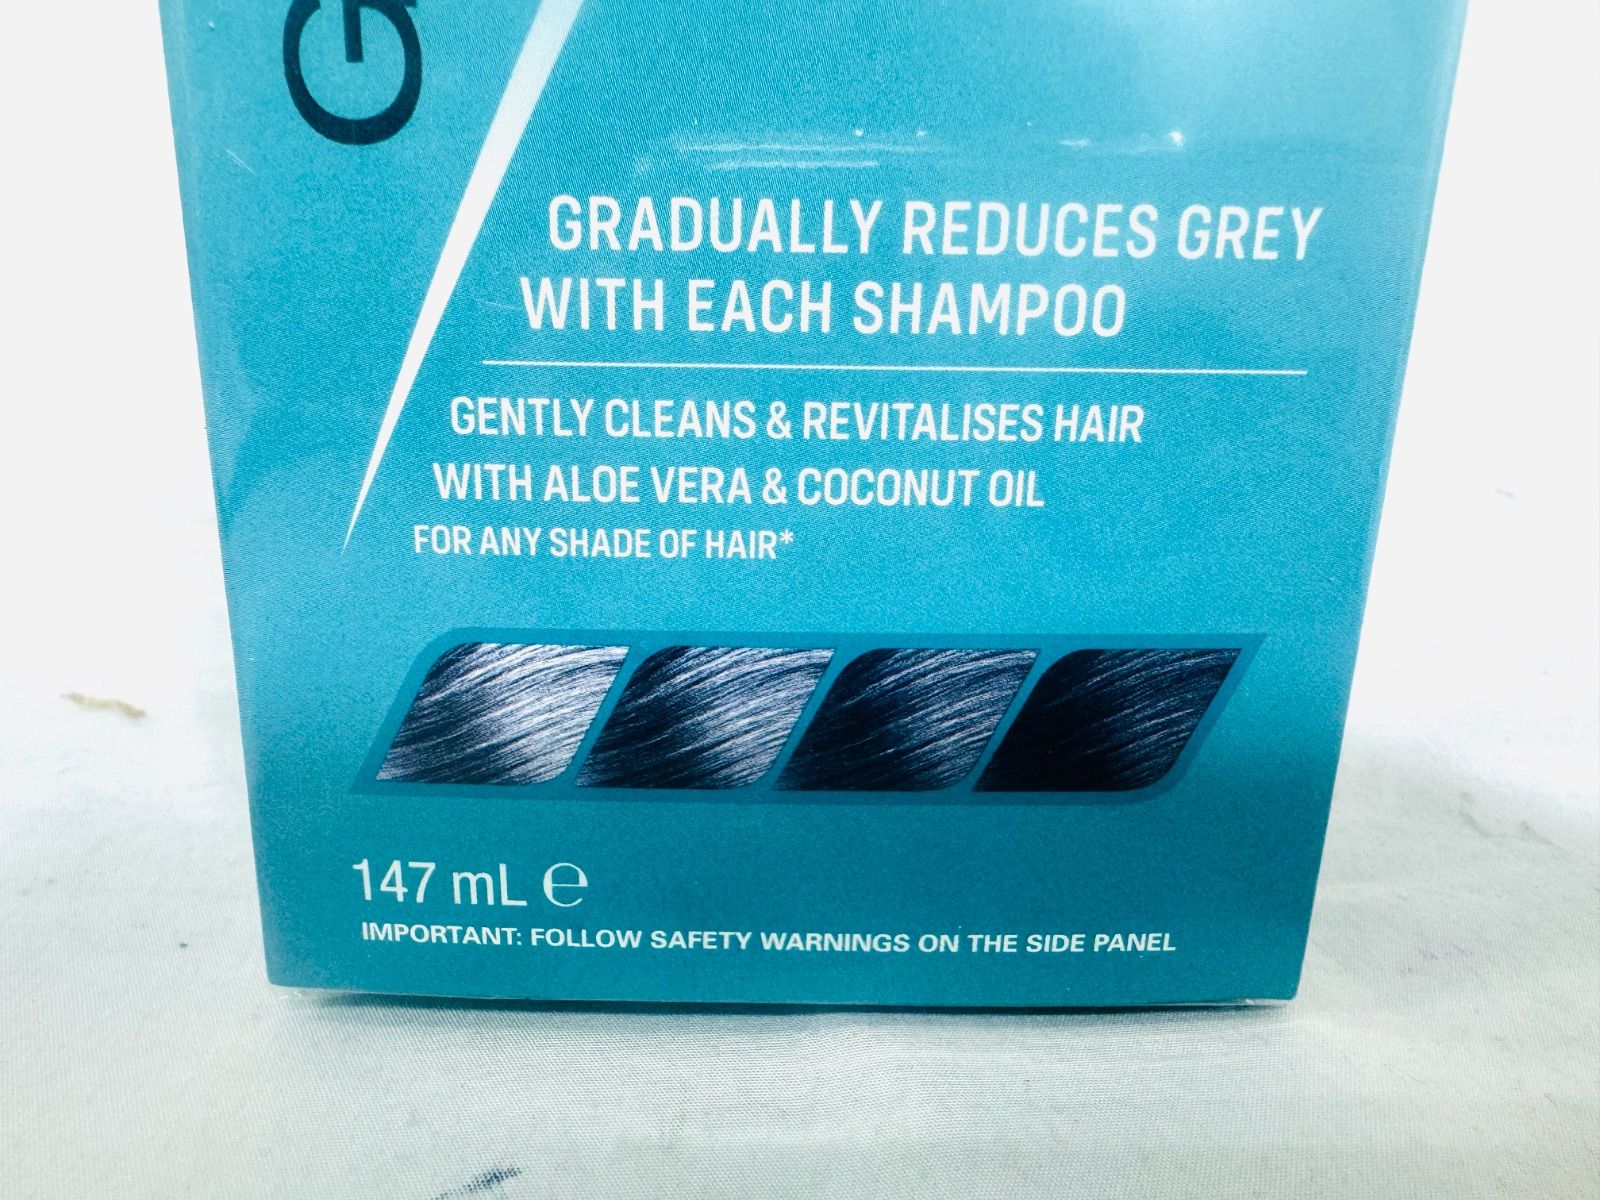 G
GRADUALLY REDUCES GREY
WITH EACH SHAMPOO
GENTLY CLEANS & REVITALISES HAIR
WITH ALOE VERA & COCONUT OIL
FOR ANY SHADE OF HAIR*
147 mL ℮
IMPORTANT: FOLLOW SAFETY WARNINGS ON THE SIDE PANEL